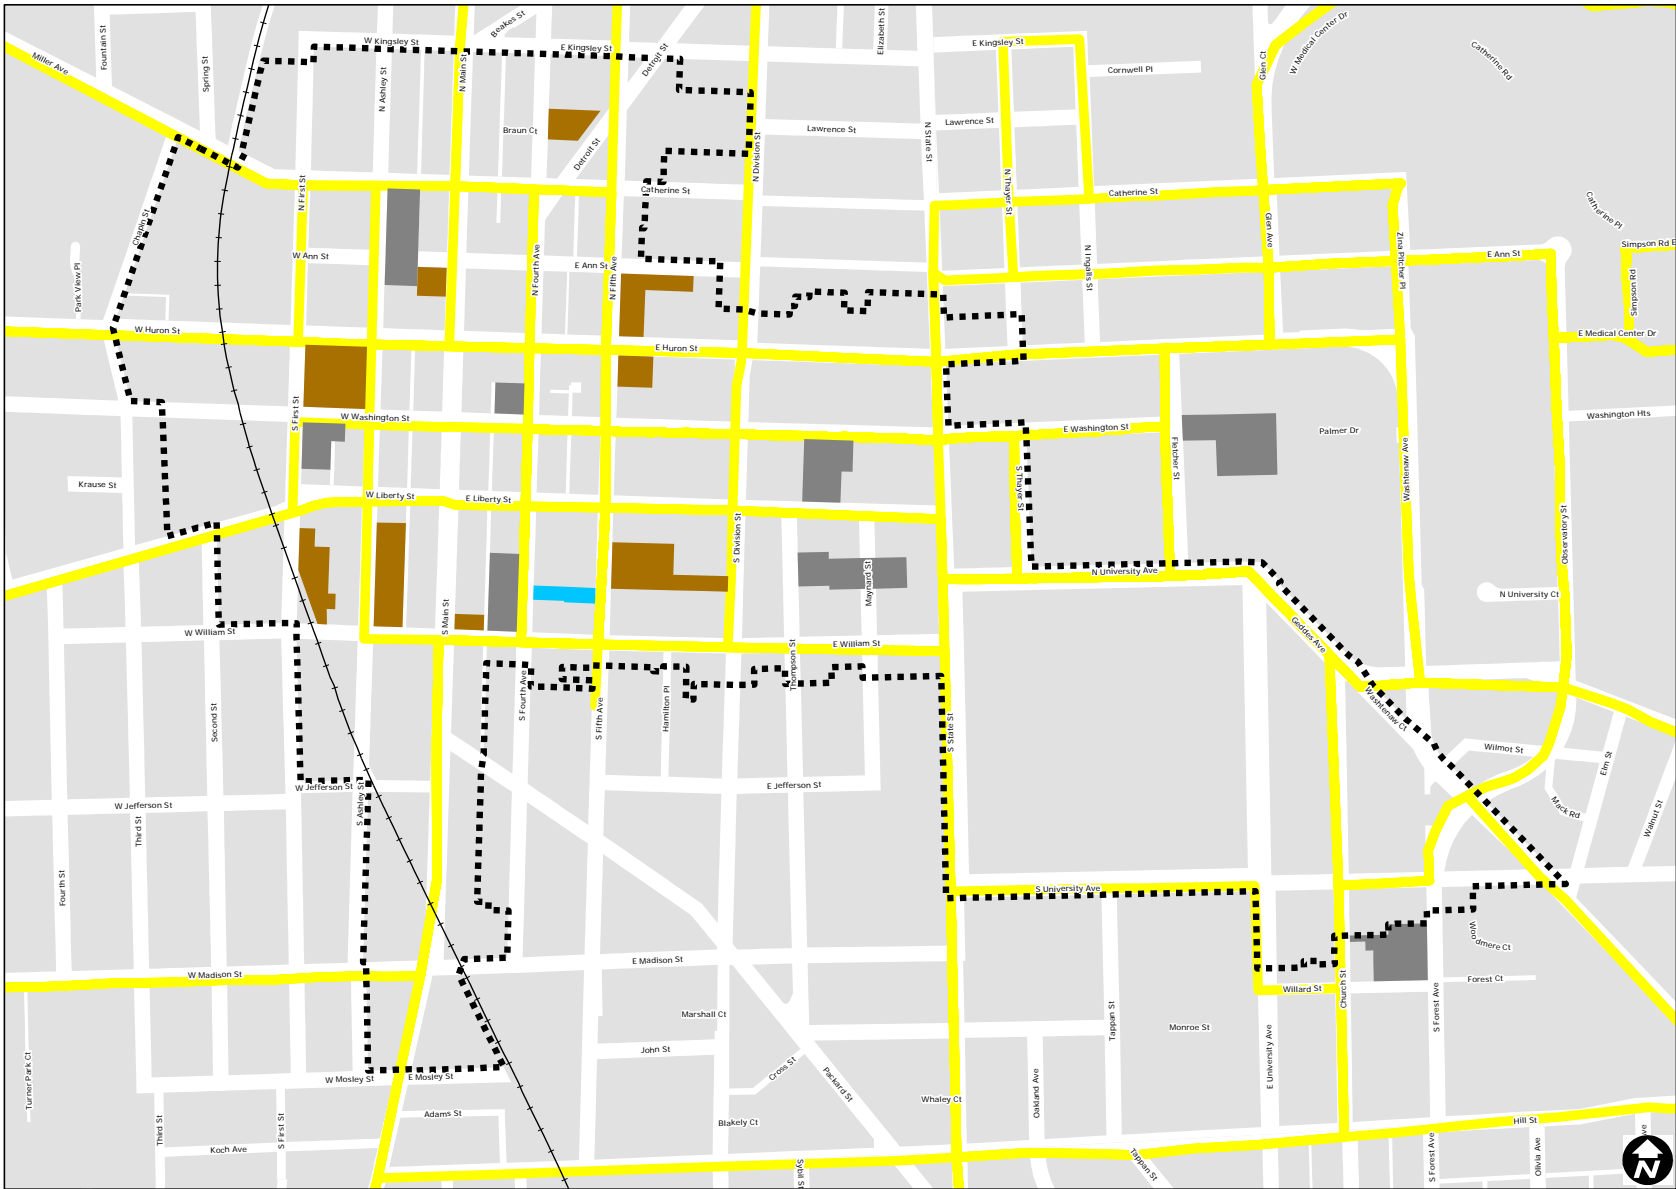 Fountain St
Spring St
Miller Ave
W Kingsley St
Beakes St
E Kingsley St
Detroit St
Elizabeth St
E Kingsley St
Cornwell Pl
Glen Ct
W Medical Center Dr
Catherine Rd
N Ashley St
N Main St
Braun Ct
Detroit St
N Division St
Lawrence St
N State St
Lawrence St
N First St
Catherine St
N Thayer St
Catherine St
Catherine Pl
Chapin St
Park View Pl
W Ann St
N Fourth Ave
E Ann St
N Fifth Ave
N Ingalls St
Glen Ave
Zina Pitcher Pl
E Ann St
Simpson Rd E
Simpson Rd
W Huron St
E Huron St
E Medical Center Dr
S First St
W Washington St
E Washington St
Palmer Dr
Washington Hts
Krause St
W Liberty St
E Liberty St
S Thayer St
Fletcher St
Washtenaw Ave
S Division St
Observatory St
Maynard St
N University Ave
N University Ct
W William St
S Main St
E William St
Geddes Ave
Second St
S Fourth Ave
S Fifth Ave
Hamilton Pl
Thompson St
S State St
Washtenaw Ct
Wilmot St
Elm St
W Jefferson St
W Jefferson St
S Ashley St
E Jefferson St
Mack Rd
Walnut St
Third St
Fourth St
S University Ave
Woodmere Ct
W Madison St
E Madison St
Willard St
Church St
Forest Ct
S Forest Ave
Marshall Ct
Tappan St
Monroe St
E University Ave
John St
Cross St
Packard St
Turner Park Ct
W Mosley St
E Mosley St
Oakland Ave
Whaley Ct
Adams St
Blakely Ct
Third St
S First St
Koch Ave
Sybil St
Tappan St
Hill St
S Forest Ave
Olivia Ave
ve
N